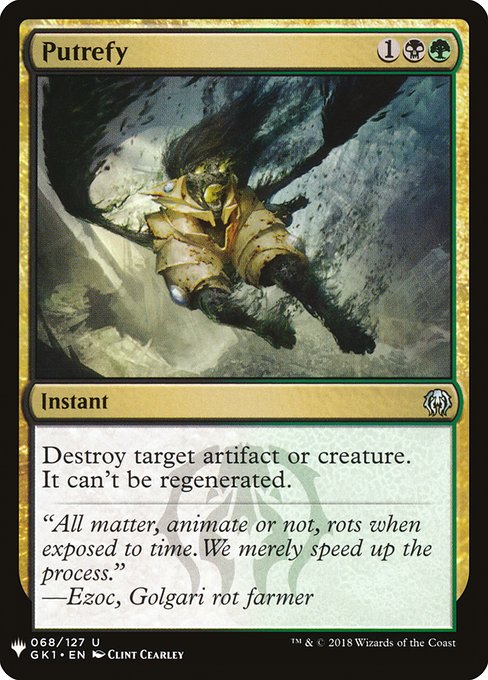 Putrefy 1
Instant
Destroy target artifact or creature.
It can't be regenerated.
“All matter, animate or not, rots when
exposed to time. We merely speed up the
process.”
—Ezoc, Golgari rot farmer
068/127 U
GK1 • EN Clint Cearley
™ & © 2018 Wizards of the Coast